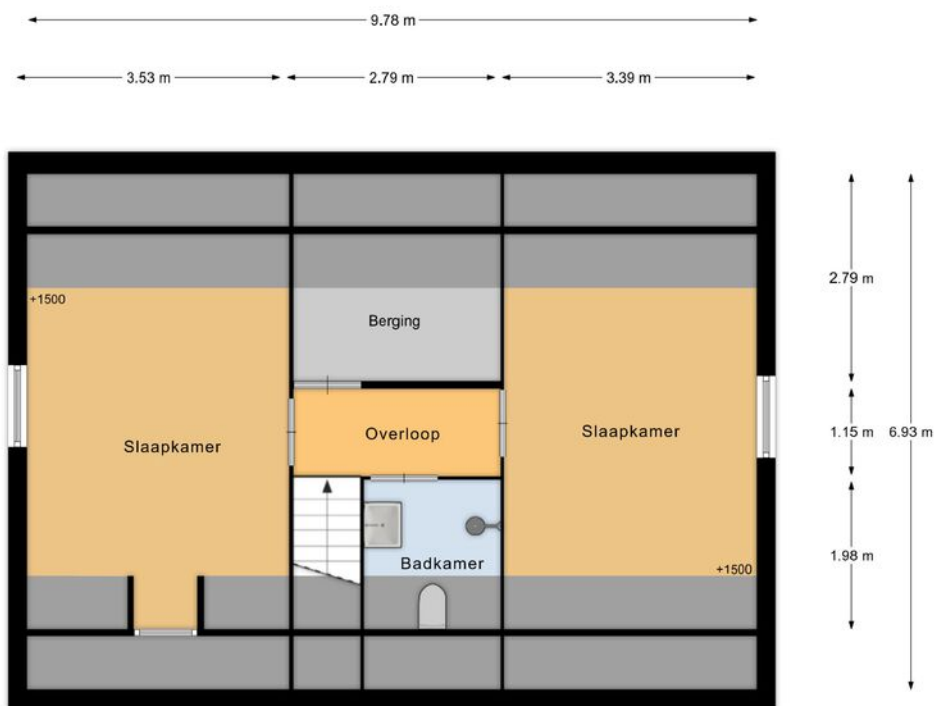 9.78 m
3.53 m
2.79 m
3.39 m
2.79 m
+1500
Berging
Slaapkamer
Overloop
Slaapkamer
1.15 m
6.93 m
1.98 m
Badkamer
+1500